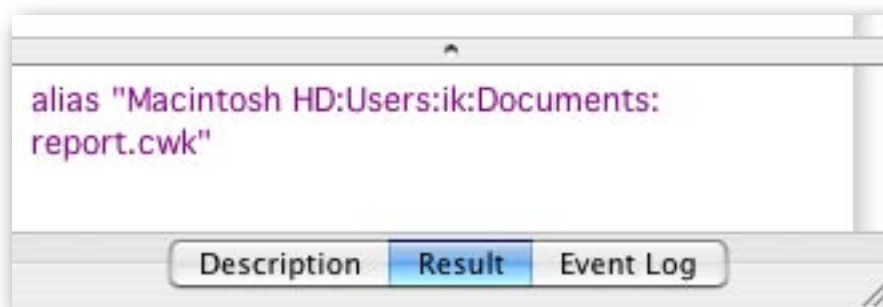 alias "Macintosh HD:Users:ik:Documents:
report.cwk"
Description Result Event Log